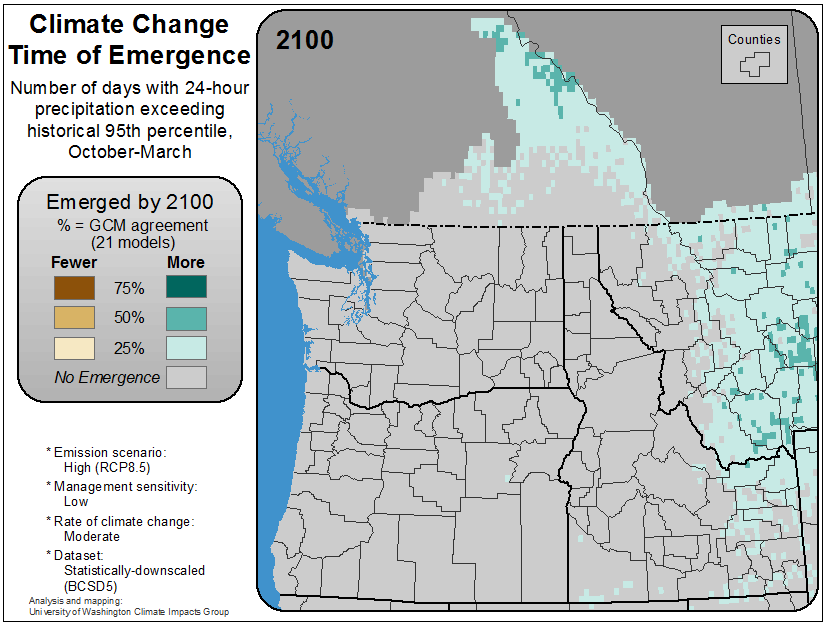 Climate Change
Time of Emergence
Number of days with 24-hour
precipitation exceeding
historical 95th percentile,
October-March
Emerged by 2100
% = GCM agreement
(21 models)
Fewer More
75%
50%
25%
No Emergence
* Emission scenario:
High (RCP8.5)
* Management sensitivity:
Low
* Rate of climate change:
Moderate
* Dataset:
Statistically-downscaled
(BCSD5)
Analysis and mapping:
University of Washington Climate Impacts Group
2100
Counties